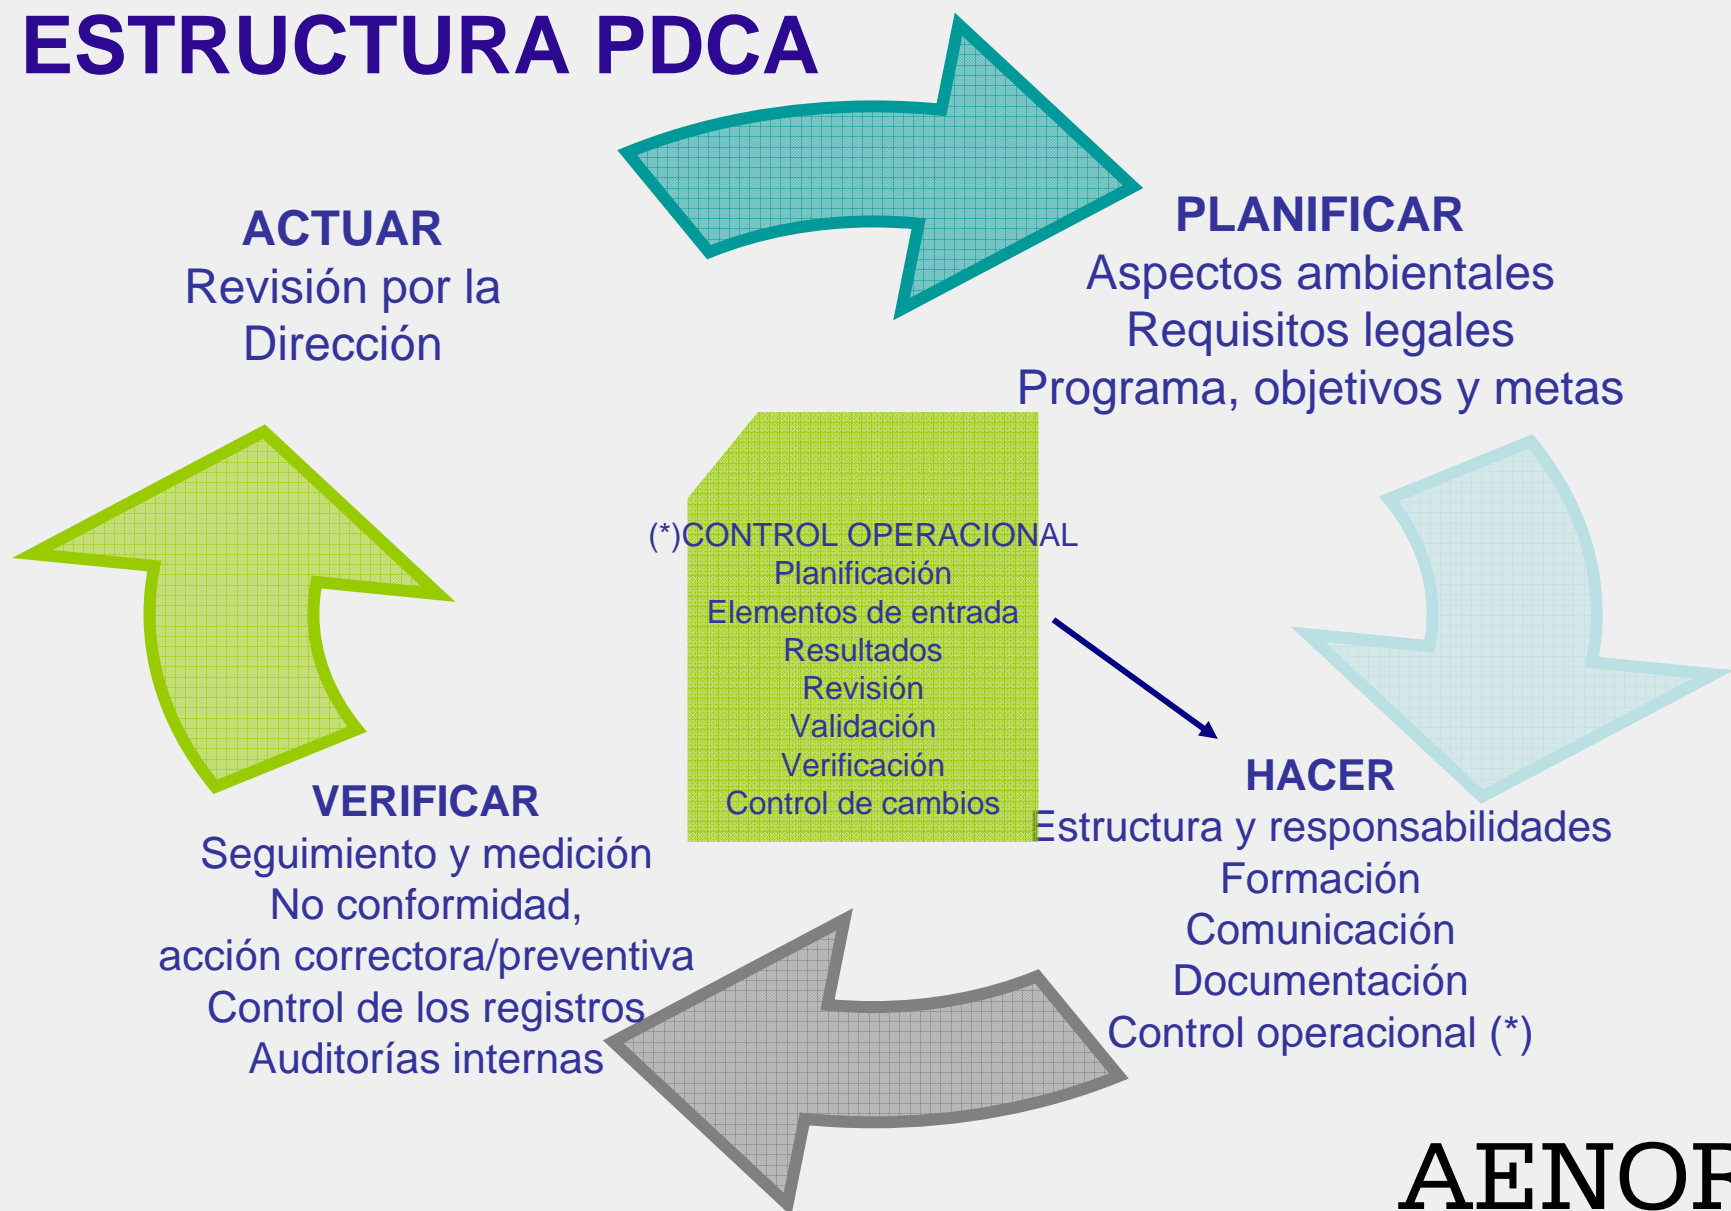 ESTRUCTURA PDCA
ACTUAR
Revisión por la
Dirección
PLANIFICAR
Aspectos ambientales
Requisitos legales
Programa, objetivos y metas
(*)CONTROL OPERACIONAL
Planificación
Elementos de entrada
Resultados
Revisión
Validación
Verificación
Control de cambios
HACER
Estructura y responsabilidades
Formación
Comunicación
Documentación
Control operacional (*)
VERIFICAR
Seguimiento y medición
No conformidad,
acción correctora/preventiva
Control de los registros
Auditorías internas
AENOR